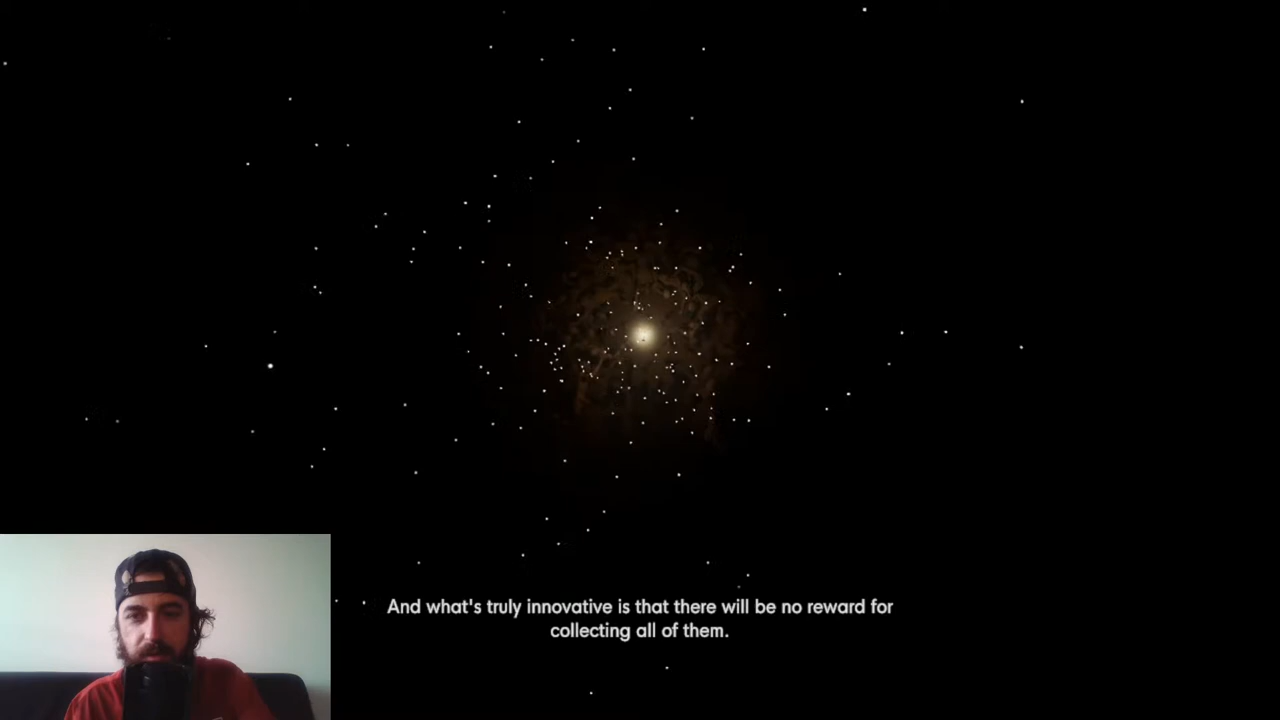 And what's truly innovative is that there will be no reward for
collecting all of them.